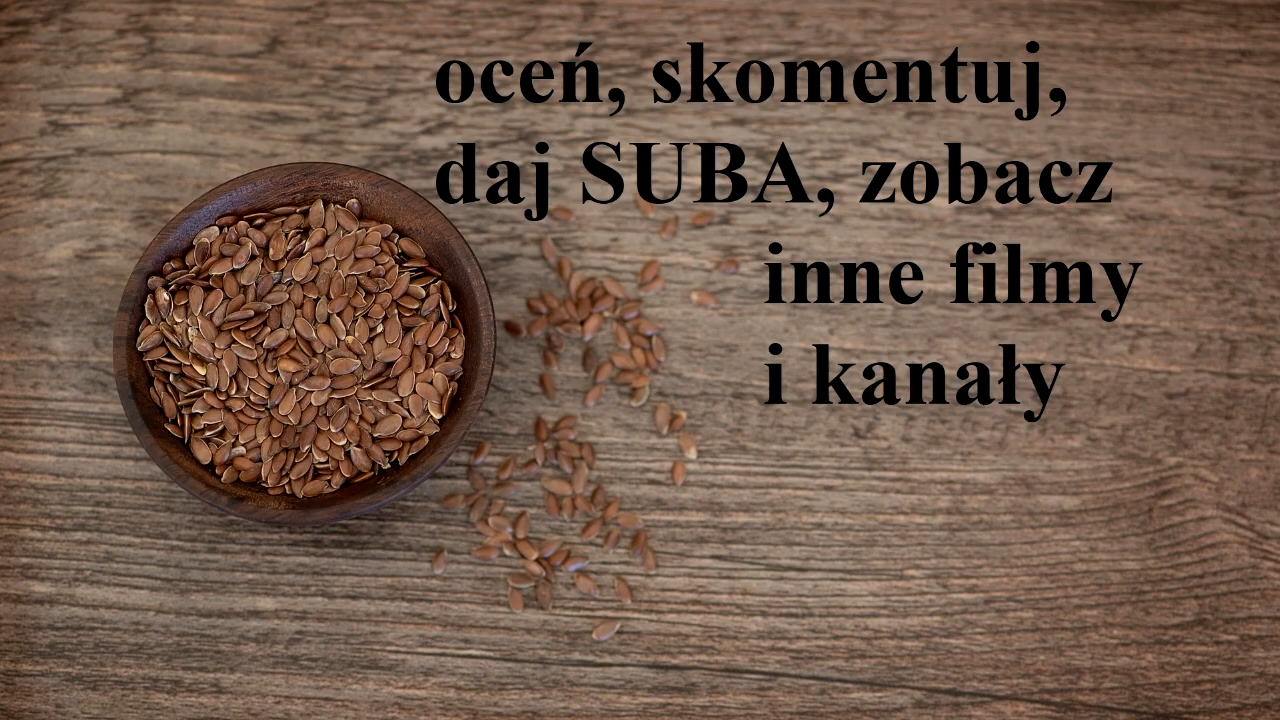 oceń, skomentuj,
daj SUBA, zobacz
inne filmy
i kanały